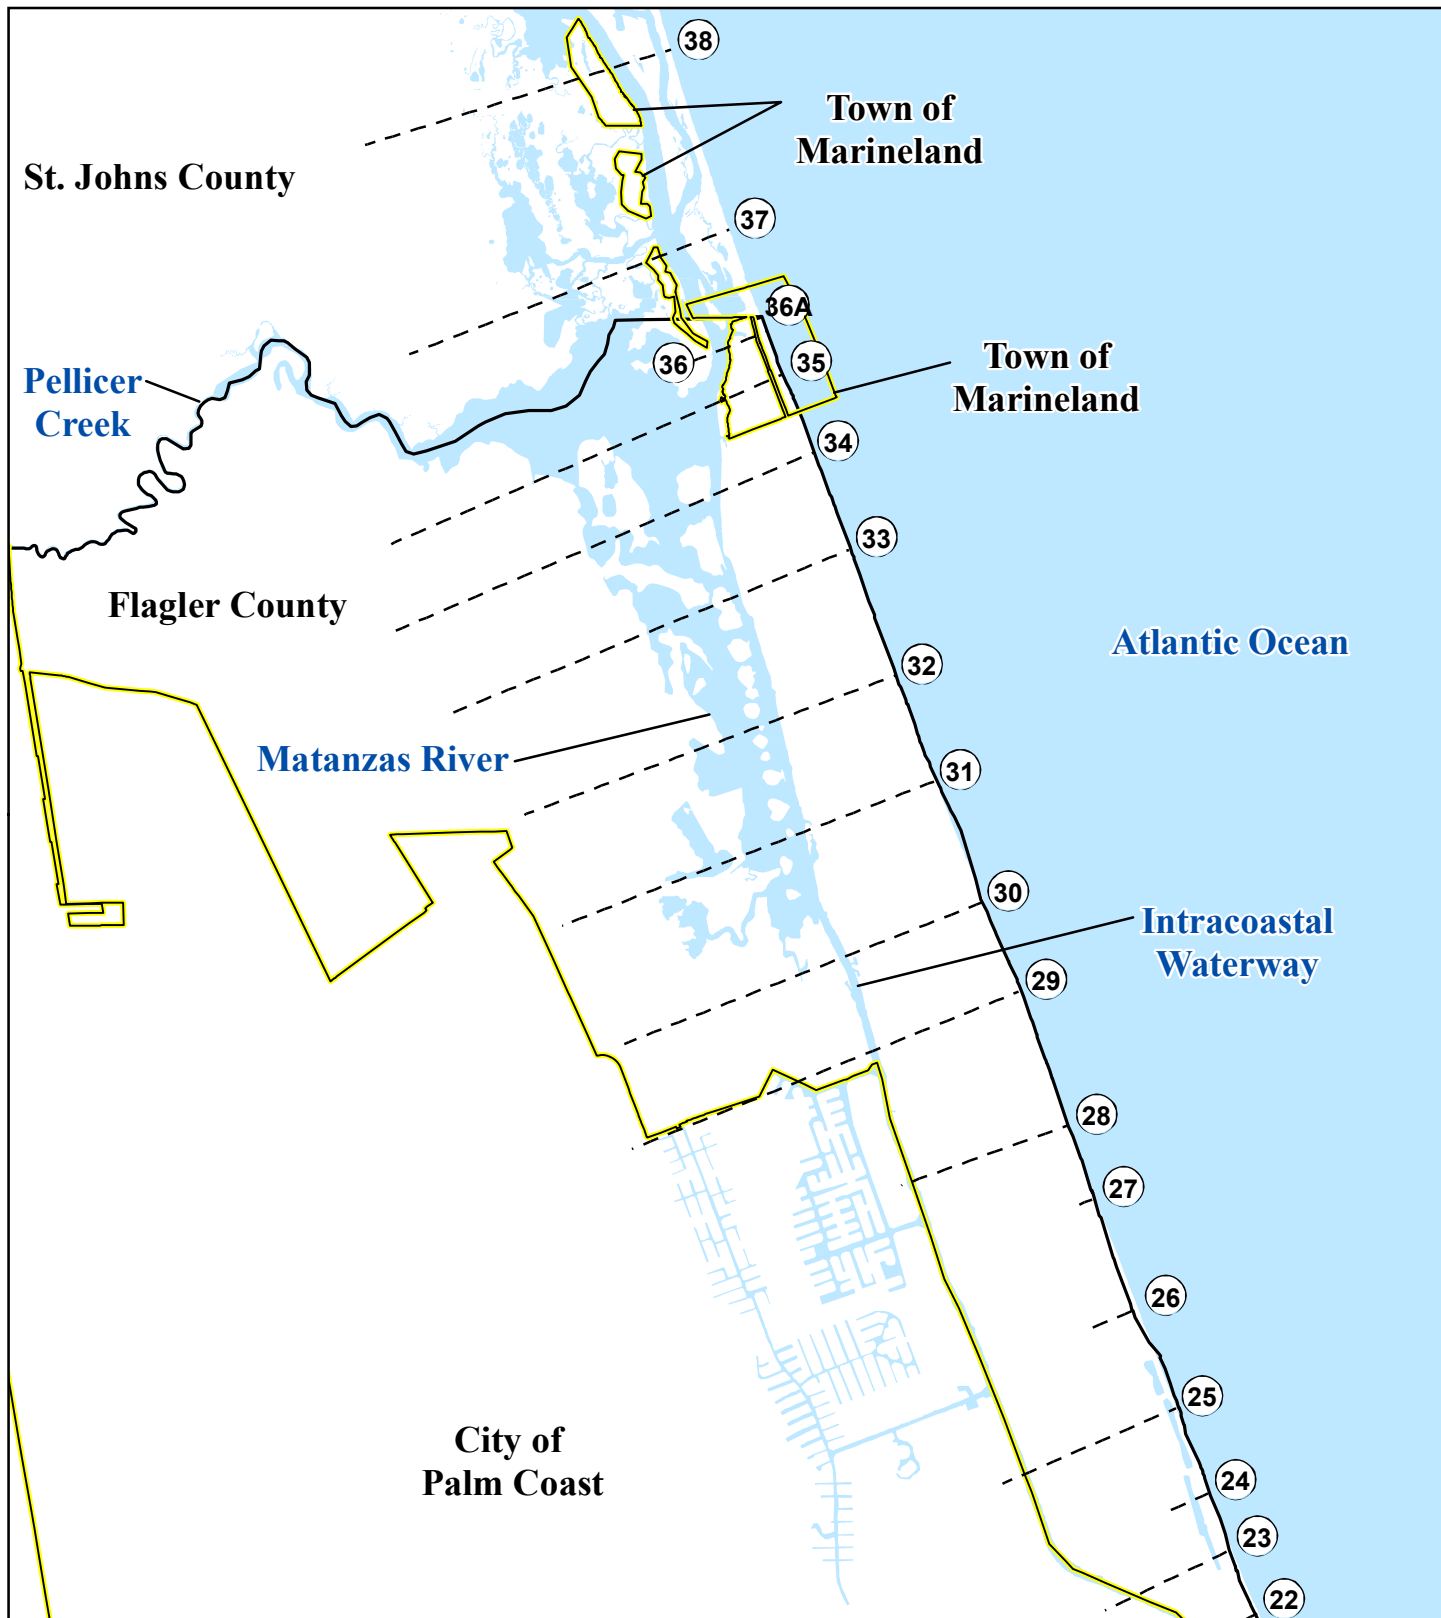 38
Town of
Marineland
St. Johns County
37
36A
36
35
Town of
Marineland
Pellicer
Creek
34
33
Flagler County
Atlantic Ocean
32
Matanzas River
31
30
Intracoastal
Waterway
29
28
27
26
25
City of
Palm Coast
24
23
22